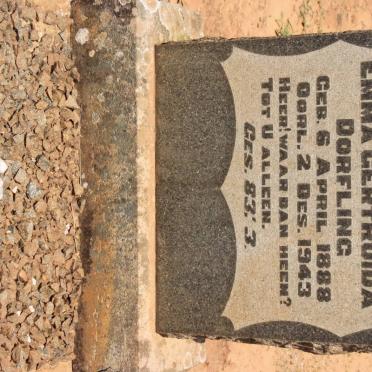 EMMA GERTRUIDA
DORFLING
GEB. 6 APRIL 1888
OORL. 2 DES. 1943
HEER! WAAR DAN HEEN?
TOT U ALLEEN.
GES. 83: 3